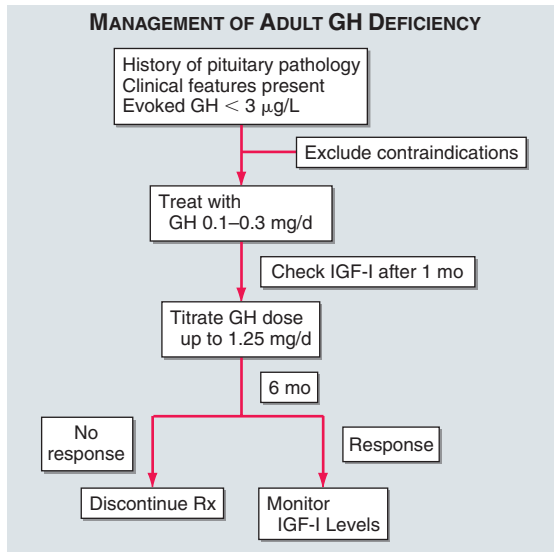 MANAGEMENT OF ADULT GH DEFICIENCY
History of pituitary pathology
Clinical features present
Evoked GH < 3 μg/L
Exclude contraindications
Treat with
GH 0.1–0.3 mg/d
Check IGF-I after 1 mo
Titrate GH dose
up to 1.25 mg/d
6 mo
No
response
Response
Discontinue Rx
Monitor
IGF-I Levels